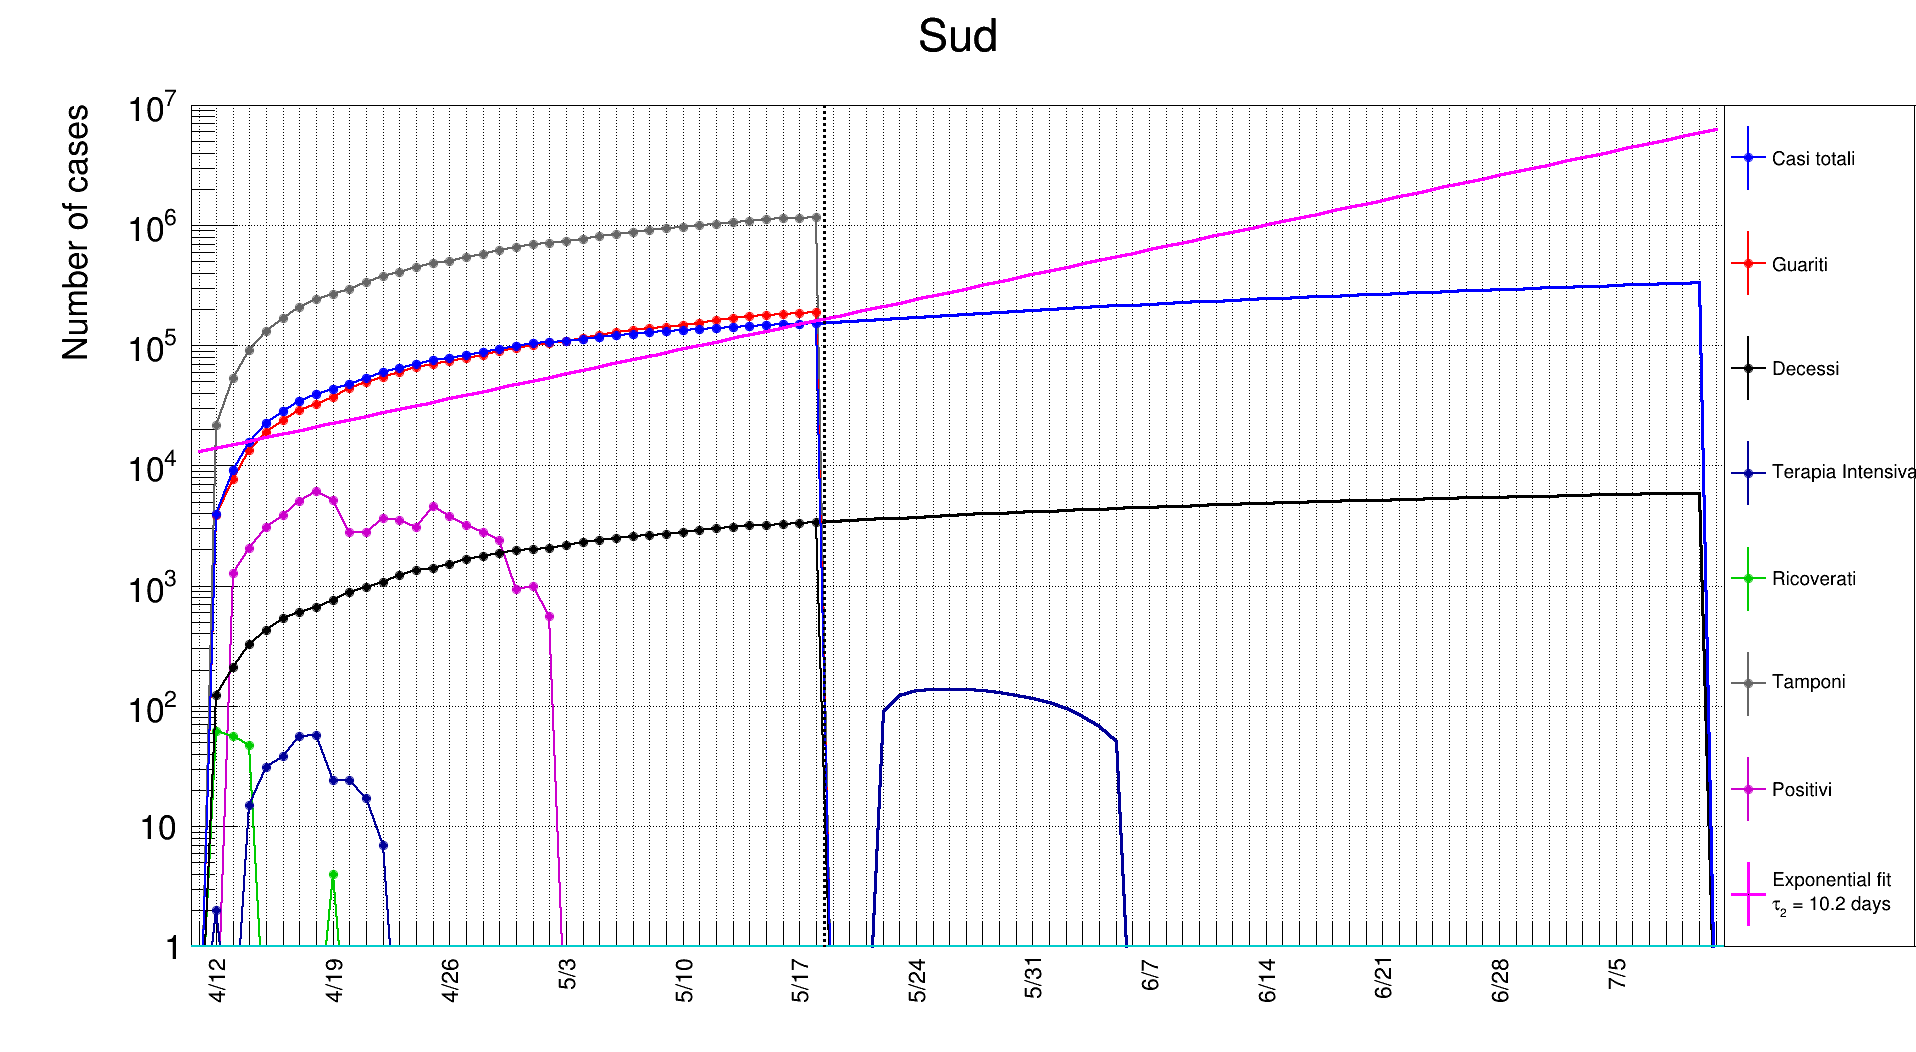 Sud
Number of cases
10^7
10^6
10^5
10^4
10^3
10^2
10
1
4/12
4/19
4/26
5/3
5/10
5/17
5/24
5/31
6/7
6/14
6/21
6/28
7/5
Casi totali
Guariti
Decessi
Terapia Intensiva
Ricoverati
Tamponi
Positivi
Exponential fit
τ₂ = 10.2 days